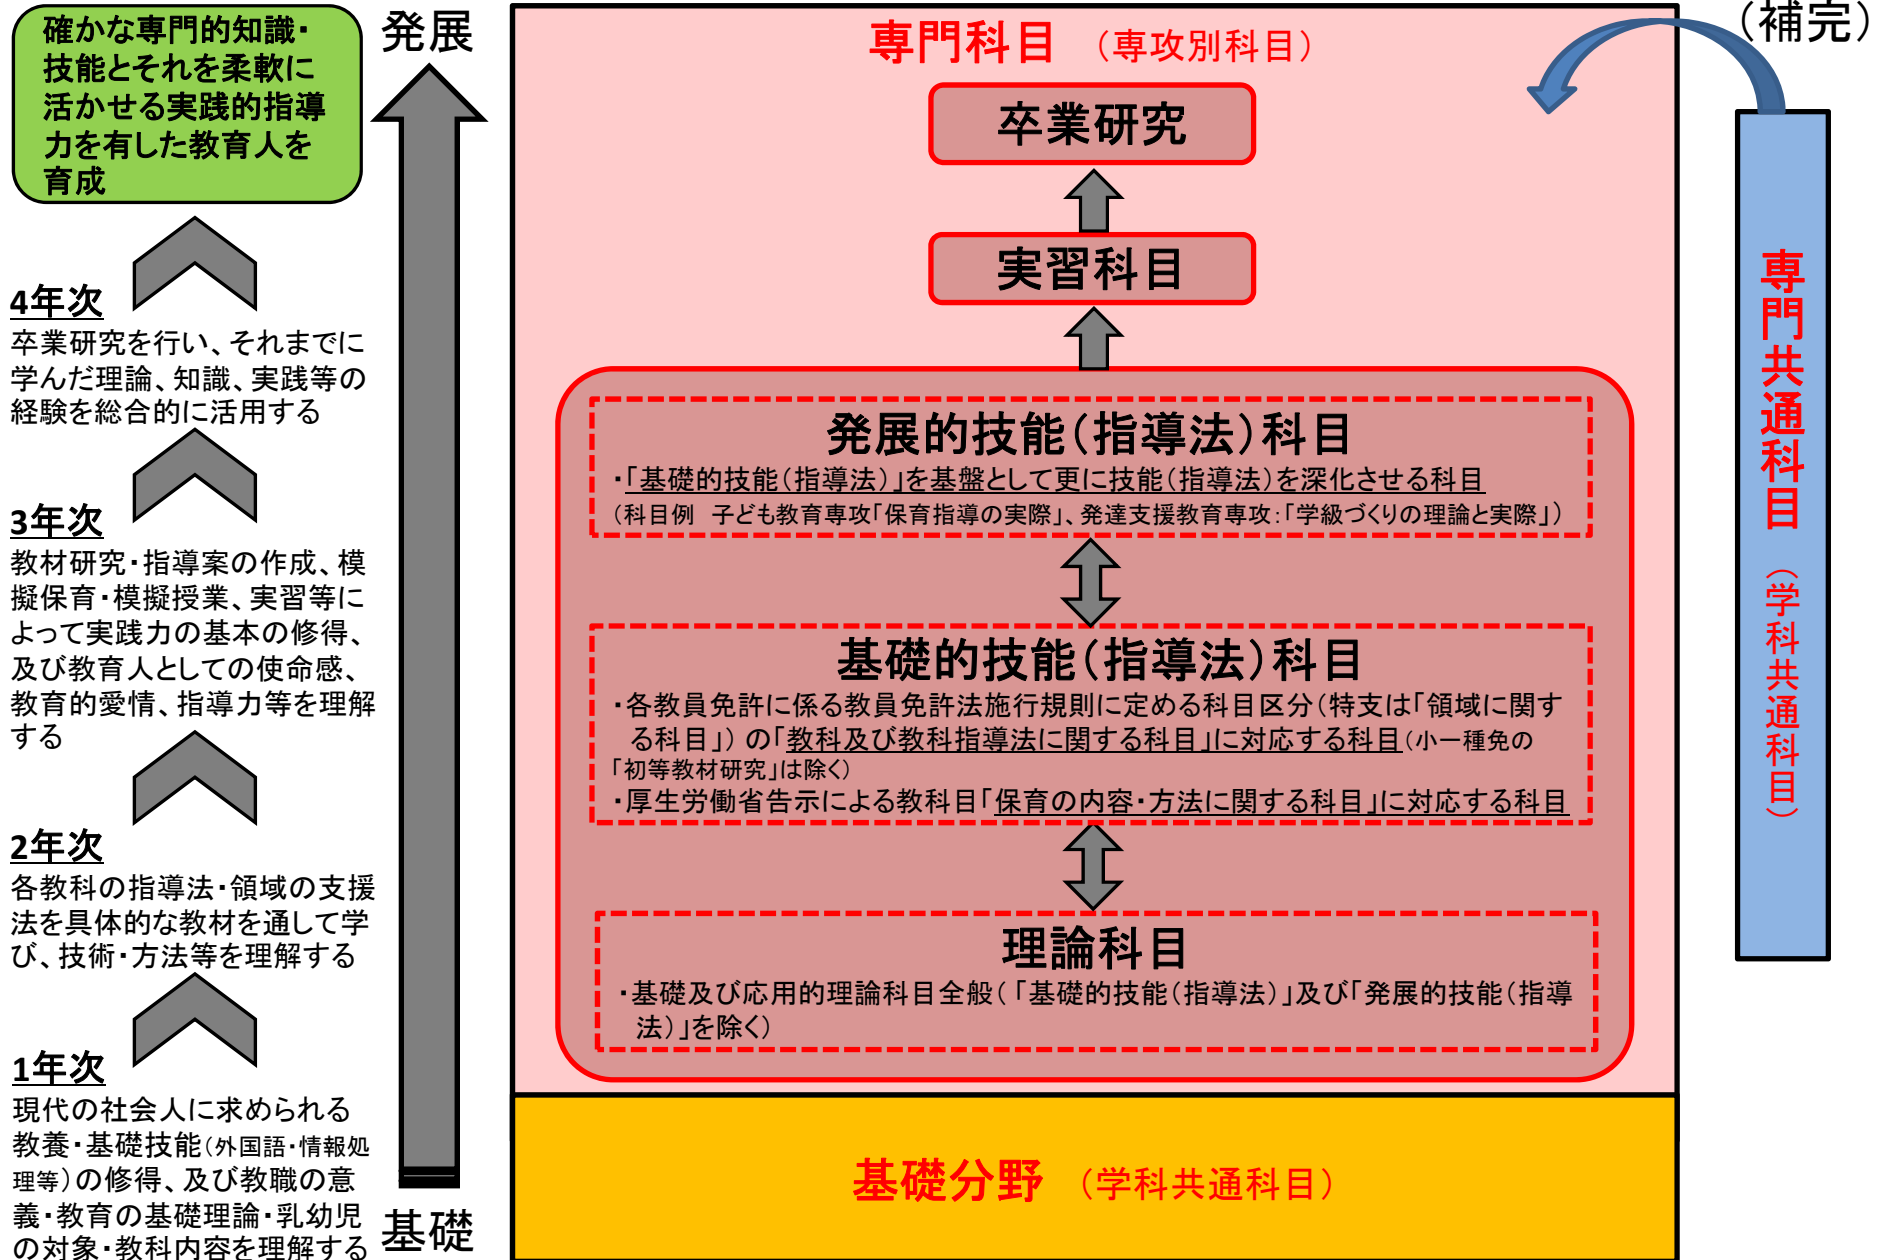 確かな専門的知識・
技能とそれを柔軟に
活かせる実践的指導
力を有した教育人を
育成
4年次
卒業研究を行い、それまでに
学んだ理論、知識、実践等の
経験を総合的に活用する
3年次
教材研究・指導案の作成、模
擬保育・模擬授業、実習等に
よって実践力の基本の修得、
及び教育人としての使命感、
教育的愛情、指導力等を理解
する
2年次
各教科の指導法・領域の支援
法を具体的な教材を通して学
び、技術・方法等を理解する
1年次
現代の社会人に求められる
教養・基礎技能(外国語・情報処
理等)の修得、及び教職の意
義・教育の基礎理論・乳幼児
の対象・教科内容を理解する
発展
基礎
専門科目 (専攻別科目)
卒業研究
実習科目
発展的技能(指導法)科目
・「基礎的技能(指導法)」を基盤として更に技能(指導法)を深化させる科目
(科目例 子ども教育専攻「保育指導の実際」、発達支援教育専攻:「学級づくりの理論と実際」)
基礎的技能(指導法)科目
・各教員免許に係る教員免許法施行規則に定める科目区分(特支は「領域に関す
る科目」) の「教科及び教科指導法に関する科目」に対応する科目(小一種免の
「初等教材研究」は除く)
・厚生労働省告示による教科目「保育の内容・方法に関する科目」に対応する科目
理論科目
・基礎及び応用的理論科目全般( 「基礎的技能(指導法)」及び「発展的技能(指導
法)」を除く)
基礎分野 (学科共通科目)
(補完)
専門共通科目 (学科共通科目)